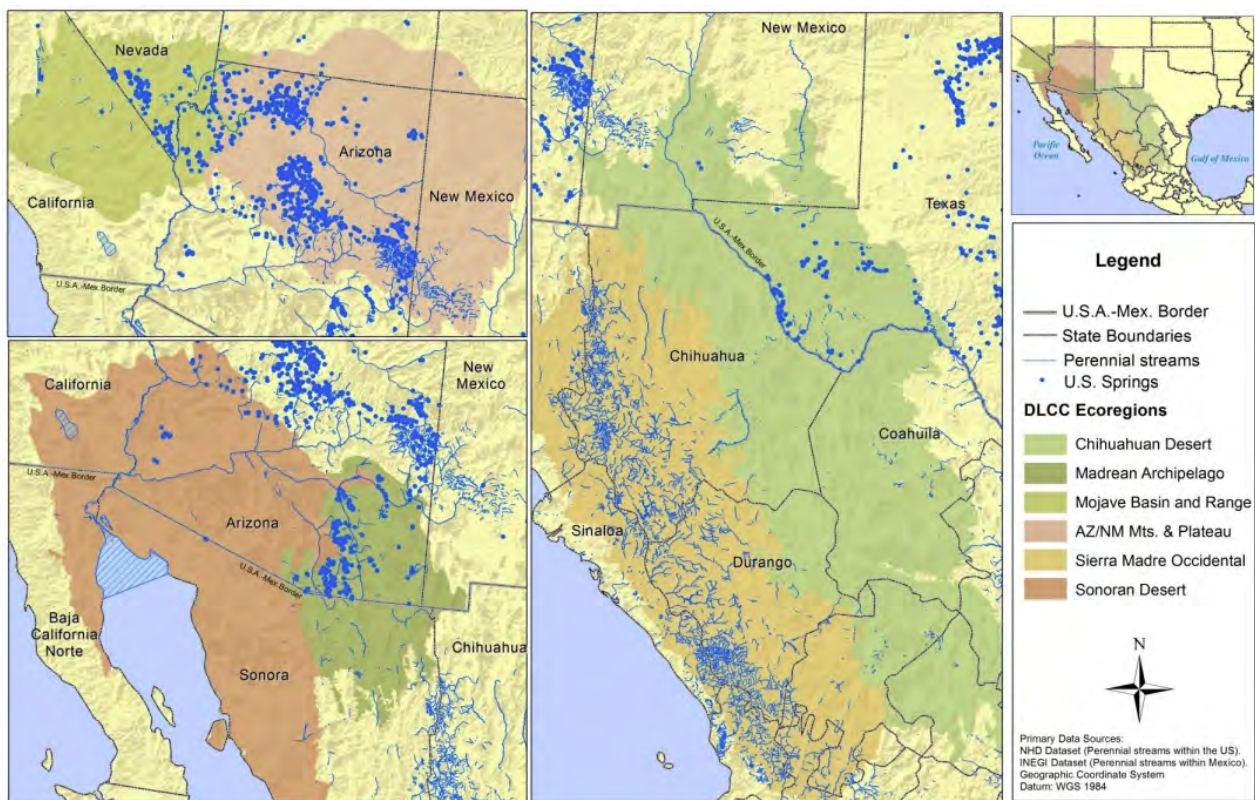 Nevada
Arizona
California
New Mexico
U.S.A.-Mex. Border
California
New
Mexico
U.S.A.-Mex. Border
Arizona
U.S.A.-Mex. Border
Baja
California
Norte
Sonora
Chihuahua
New Mexico
Texas
U.S.A.-Mex. Border
Chihuahua
Coahuila
Sinaloa
Durango
Pacific
Ocean
Gulf of Mexico
Legend
U.S.A.-Mex. Border
State Boundaries
Perennial streams
U.S. Springs
DLCC Ecoregions
Chihuahuan Desert
Madrean Archipelago
Mojave Basin and Range
AZ/NM Mts. & Plateau
Sierra Madre Occidental
Sonoran Desert
Primary Data Sources:
NHD Dataset (Perennial streams within the US).
INEGI Dataset (Perennial streams within Mexico).
Geographic Coordinate System
Datum: WGS 1984